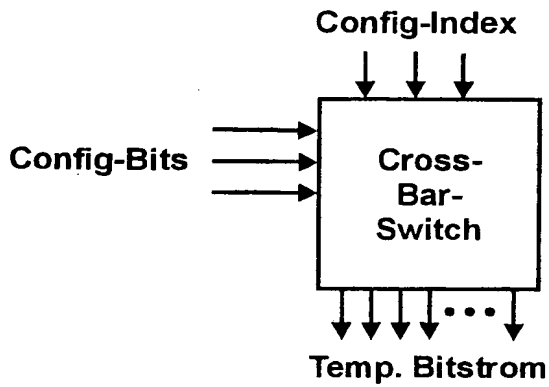 Config-Index
Config-Bits
Cross-
Bar-
Switch
Temp. Bitstrom